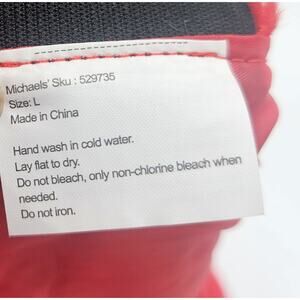 Michaels' Sku : 529735
Size: L
Made in China
Hand wash in cold water.
Lay flat to dry.
Do not bleach, only non-chlorine bleach when
needed.
Do not iron.